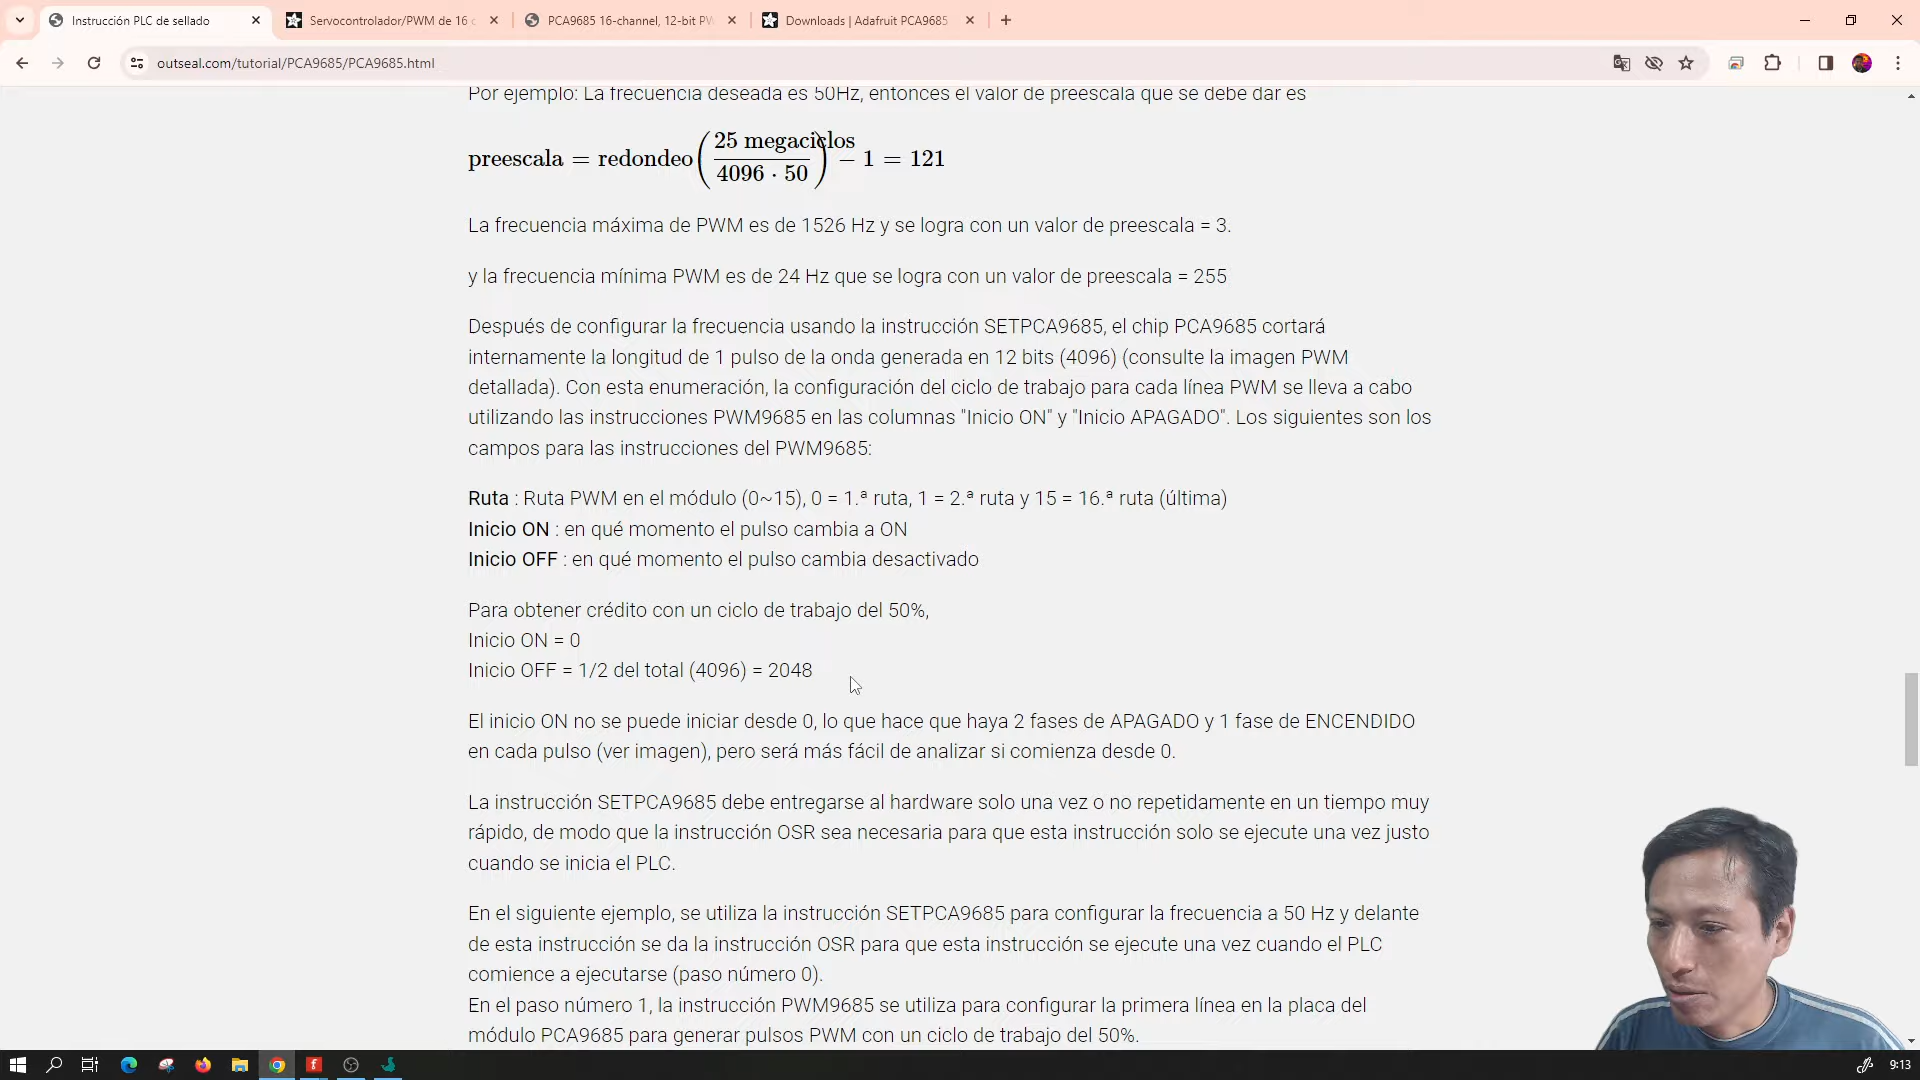 Instrucción PLC de sellado
Servocontrolador/PWM de 16 c
PCA9685 16-channel, 12-bit PW
Downloads | Adafruit PCA9685
outseal.com/tutorial/PCA9685/PCA9685.html
Por ejemplo: La frecuencia deseada es 50Hz, entonces el valor de preescala que se debe dar es
preescala = redondeo(25 megaciclos / 4096 · 50) − 1 = 121
La frecuencia máxima de PWM es de 1526 Hz y se logra con un valor de preescala = 3.
y la frecuencia mínima PWM es de 24 Hz que se logra con un valor de preescala = 255
Después de configurar la frecuencia usando la instrucción SETPCA9685, el chip PCA9685 cortará
internamente la longitud de 1 pulso de la onda generada en 12 bits (4096) (consulte la imagen PWM
detallada). Con esta enumeración, la configuración del ciclo de trabajo para cada línea PWM se lleva a cabo
utilizando las instrucciones PWM9685 en las columnas "Inicio ON" y "Inicio APAGADO". Los siguientes son los
campos para las instrucciones del PWM9685:
Ruta : Ruta PWM en el módulo (0~15), 0 = 1.ª ruta, 1 = 2.ª ruta y 15 = 16.ª ruta (última)
Inicio ON : en qué momento el pulso cambia a ON
Inicio OFF : en qué momento el pulso cambia desactivado
Para obtener crédito con un ciclo de trabajo del 50%,
Inicio ON = 0
Inicio OFF = 1/2 del total (4096) = 2048
El inicio ON no se puede iniciar desde 0, lo que hace que haya 2 fases de APAGADO y 1 fase de ENCENDIDO
en cada pulso (ver imagen), pero será más fácil de analizar si comienza desde 0.
La instrucción SETPCA9685 debe entregarse al hardware solo una vez o no repetidamente en un tiempo muy
rápido, de modo que la instrucción OSR sea necesaria para que esta instrucción solo se ejecute una vez justo
cuando se inicia el PLC.
En el siguiente ejemplo, se utiliza la instrucción SETPCA9685 para configurar la frecuencia a 50 Hz y delante
de esta instrucción se da la instrucción OSR para que esta instrucción se ejecute una vez cuando el PLC
comience a ejecutarse (paso número 0).
En el paso número 1, la instrucción PWM9685 se utiliza para configurar la primera línea en la placa del
módulo PCA9685 para generar pulsos PWM con un ciclo de trabajo del 50%.
9:13